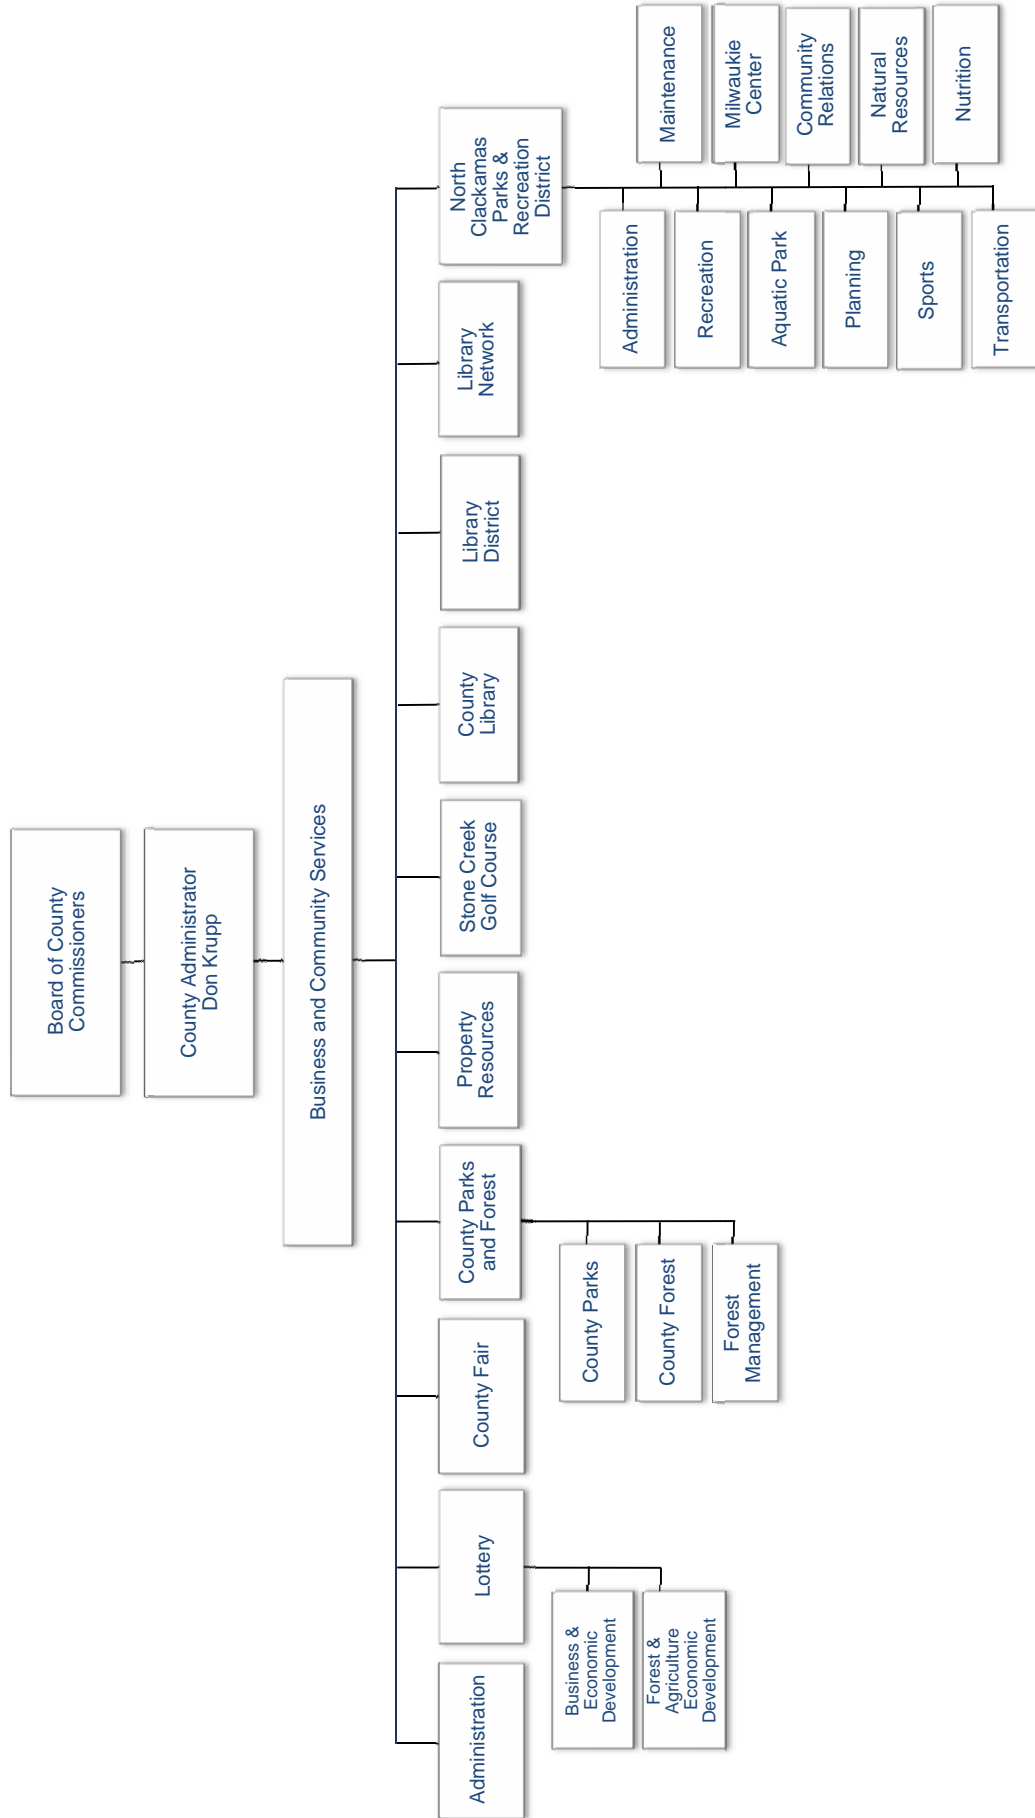 Board of County
Commissioners
County Administrator
Don Krupp
Business and Community Services
Administration
Lottery
County Fair
County Parks
and Forest
Property
Resources
Stone Creek
Golf Course
County
Library
Library
District
Library
Network
North
Clackamas
Parks &
Recreation
District
Business &
Economic
Development
Forest &
Agriculture
Economic
Development
County Parks
County Forest
Forest
Management
Administration
Maintenance
Recreation
Milwaukie
Center
Aquatic Park
Community
Relations
Planning
Natural
Resources
Sports
Nutrition
Transportation